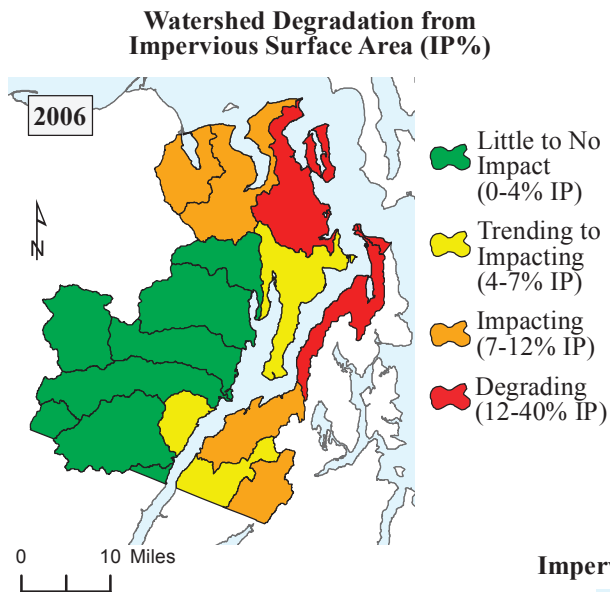 Watershed Degradation from
Impervious Surface Area (IP%)
2006
N
Little to No
Impact
(0-4% IP)
Trending to
Impacting
(4-7% IP)
Impacting
(7-12% IP)
Degrading
(12-40% IP)
0 10 Miles